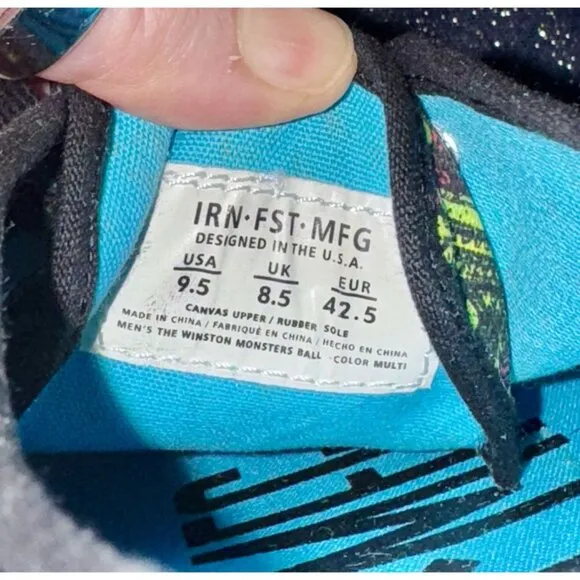 IRN·FST·MFG
DESIGNED IN THE U.S.A.
USA UK EUR
9.5 8.5 42.5
CANVAS UPPER / RUBBER SOLE
MADE IN CHINA / FABRIQUÉ EN CHINA / HECHO EN CHINA
MEN'S THE WINSTON MONSTERS BALL - COLOR MULTI